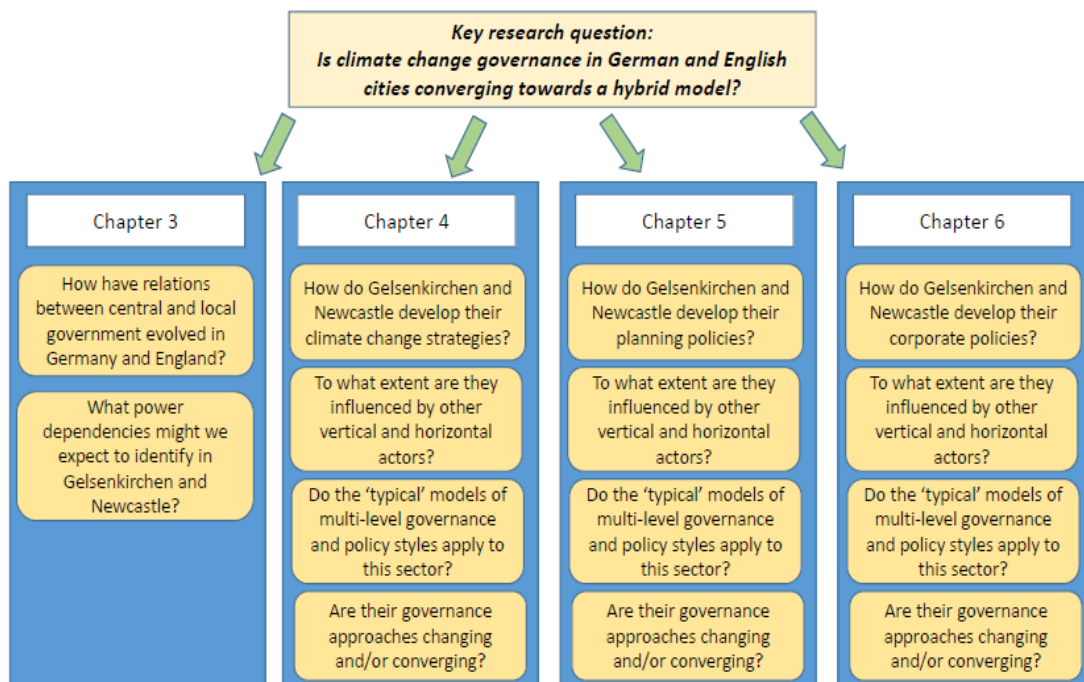 Key research question:
Is climate change governance in German and English
cities converging towards a hybrid model?
Chapter 3
How have relations
between central and local
government evolved in
Germany and England?
What power
dependencies might we
expect to identify in
Gelsenkirchen and
Newcastle?
Chapter 4
How do Gelsenkirchen and
Newcastle develop their
climate change strategies?
To what extent are they
influenced by other
vertical and horizontal
actors?
Do the ‘typical’ models of
multi-level governance
and policy styles apply to
this sector?
Are their governance
approaches changing
and/or converging?
Chapter 5
How do Gelsenkirchen and
Newcastle develop their
planning policies?
To what extent are they
influenced by other
vertical and horizontal
actors?
Do the ‘typical’ models of
multi-level governance
and policy styles apply to
this sector?
Are their governance
approaches changing
and/or converging?
Chapter 6
How do Gelsenkirchen and
Newcastle develop their
corporate policies?
To what extent are they
influenced by other
vertical and horizontal
actors?
Do the ‘typical’ models of
multi-level governance
and policy styles apply to
this sector?
Are their governance
approaches changing
and/or converging?